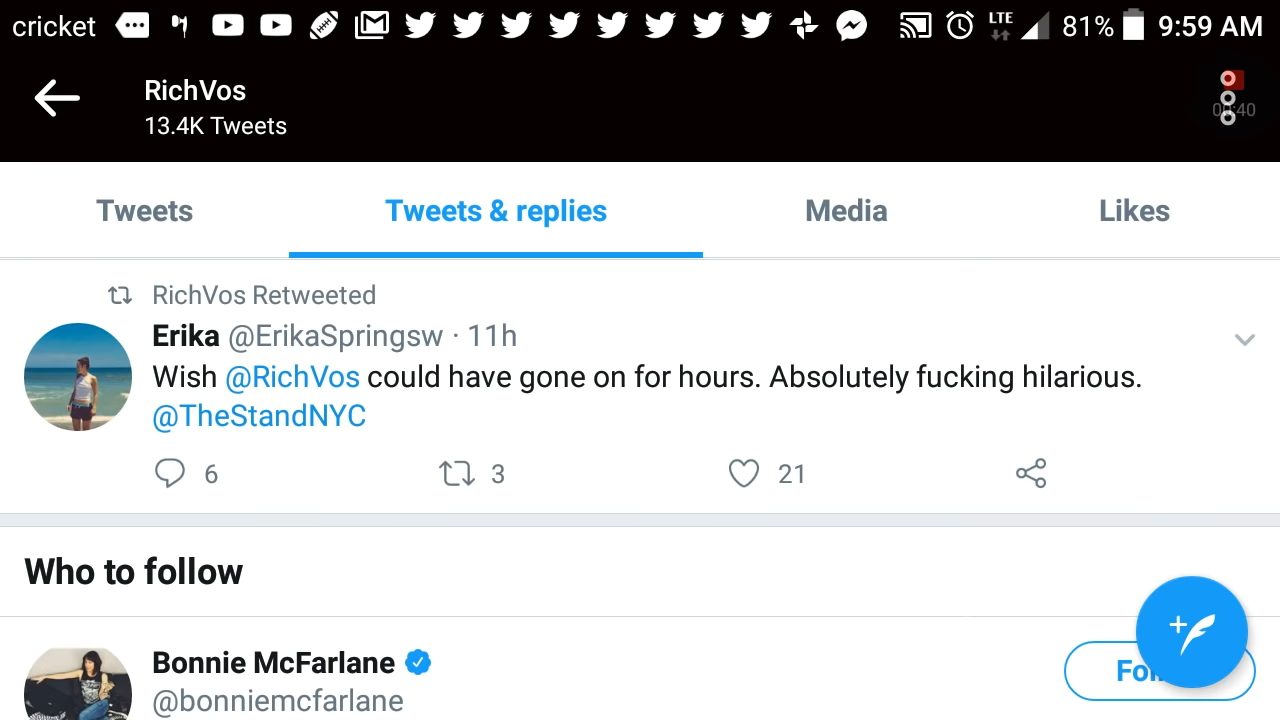 cricket LTE 81% 9:59 AM
RichVos
13.4K Tweets
Tweets Tweets & replies Media Likes
RichVos Retweeted
Erika @ErikaSpringsw · 11h
Wish @RichVos could have gone on for hours. Absolutely fucking hilarious.
@TheStandNYC
6 3 21
Who to follow
Bonnie McFarlane
@bonniemcfarlane